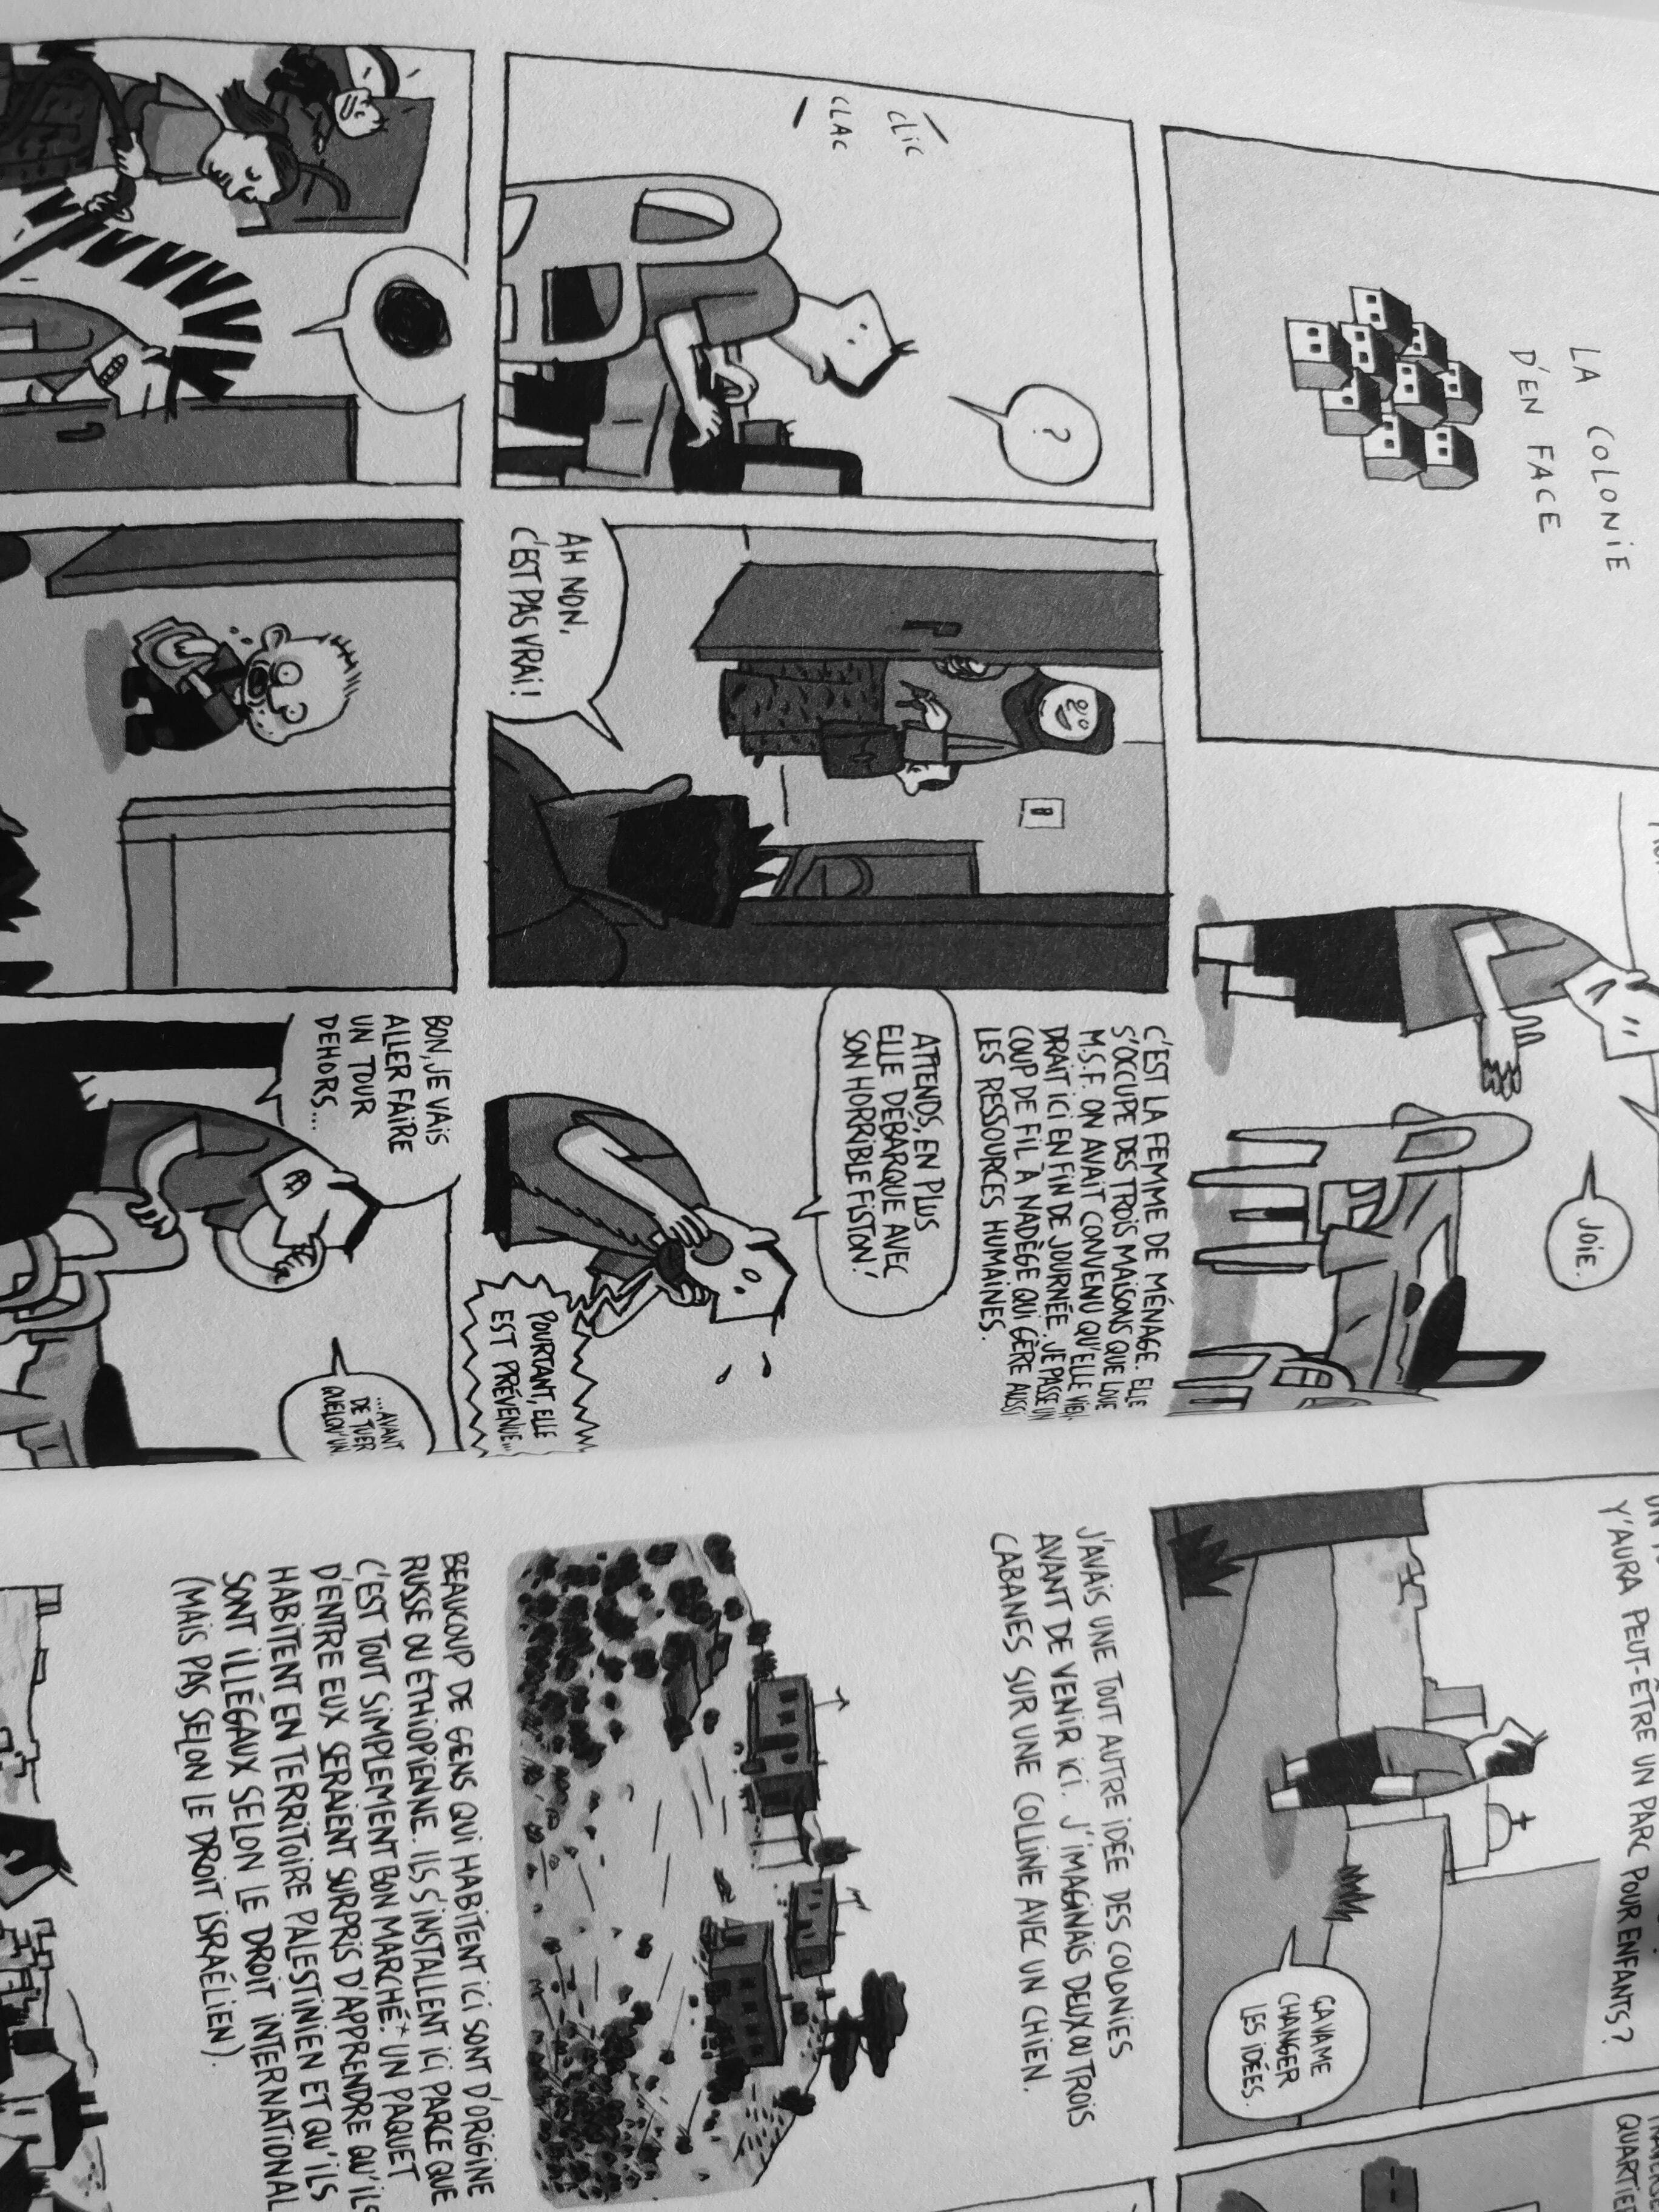 LA COLONIE
D'EN FACE
JOIE.
CLIC
CLAC
?
AH NON,
C'EST PAS VRAI!
C'EST LA FEMME DE MÉNAGE. ELLE
S'OCCUPE DES TROIS MAISONS QUE LOUE
M.S.F. ON AVAIT CONVENU QU'ELLE VIEN-
DRAIT ICI EN FIN DE JOURNÉE. JE PASSE UN
COUP DE FIL À NADÈGE QUI GÈRE AUSSI
LES RESSOURCES HUMAINES.
ATTENDS, EN PLUS
ELLE DÉBARQUE AVEC
SON HORRIBLE FISTON!
POURTANT, ELLE
EST PRÉVENUE...
BON, JE VAIS
ALLER FAIRE
UN TOUR
DEHORS...
...AVANT
DE TUER
QUELQU'UN
Y'AURA PEUT-ÊTRE UN PARC POUR ENFANTS?
ÇA VA ME
CHANGER
LES IDÉES.
QUARTIER
J'AVAIS UNE TOUT AUTRE IDÉE DES COLONIES
AVANT DE VENIR ICI. J'IMAGINAIS DEUX OU TROIS
CABANES SUR UNE COLLINE AVEC UN CHIEN.
BEAUCOUP DE GENS QUI HABITENT ICI SONT D'ORIGINE
RUSSE OU ÉTHIOPIENNE. ILS S'INSTALLENT ICI PARCE QUE
C'EST TOUT SIMPLEMENT BON MARCHÉ.* UN PAQUET
D'ENTRE EUX SERAIENT SURPRIS D'APPRENDRE QU'ILS
HABITENT EN TERRITOIRE PALESTINIEN ET QU'ILS
SONT ILLÉGAUX SELON LE DROIT INTERNATIONAL
(MAIS PAS SELON LE DROIT ISRAÉLIEN).